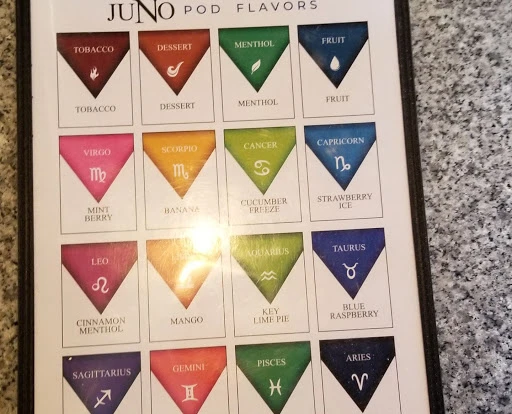 JUNO POD FLAVORS
TOBACCO DESSERT MENTHOL FRUIT
TOBACCO DESSERT MENTHOL FRUIT
VIRGO SCORPIO CANCER CAPRICORN
MINT BERRY BANANA CUCUMBER FREEZE STRAWBERRY ICE
LEO AQUARIUS TAURUS
CINNAMON MENTHOL MANGO KEY LIME PIE BLUE RASPBERRY
SAGITTARIUS GEMINI PISCES ARIES